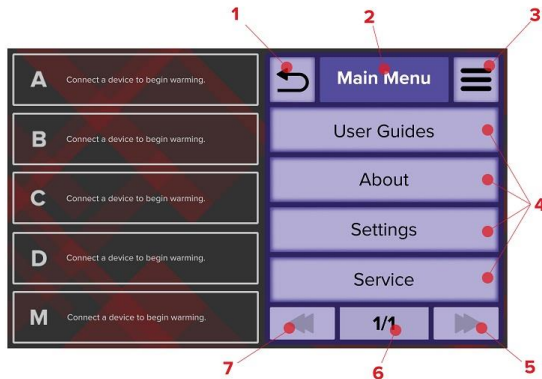 1
2
3
A Connect a device to begin warming.
Main Menu
B Connect a device to begin warming.
User Guides
C Connect a device to begin warming.
About
4
Settings
D Connect a device to begin warming.
Service
M Connect a device to begin warming.
1/1
7
6
5